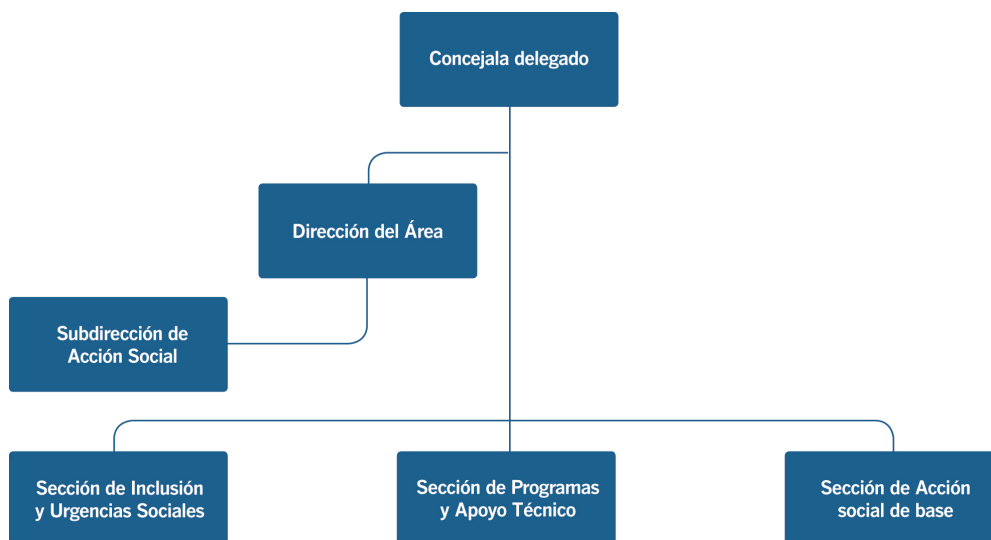 Concejala delegado
Dirección del Área
Subdirección de
Acción Social
Sección de Inclusión
y Urgencias Sociales
Sección de Programas
y Apoyo Técnico
Sección de Acción
social de base